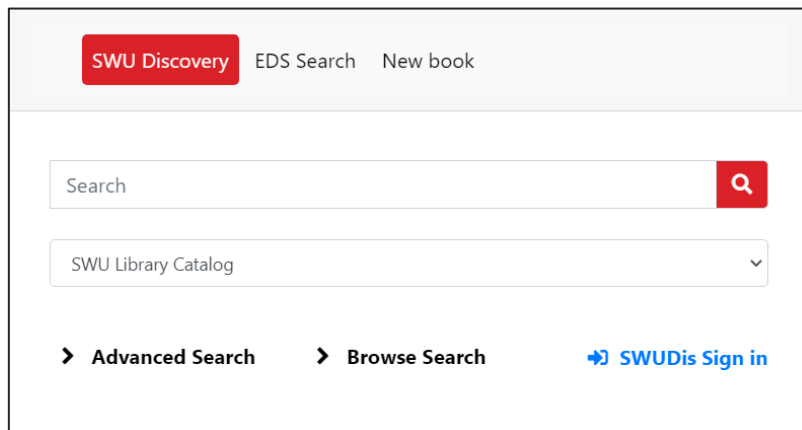 SWU Discovery EDS Search New book
Search
SWU Library Catalog
Advanced Search Browse Search SWUDis Sign in